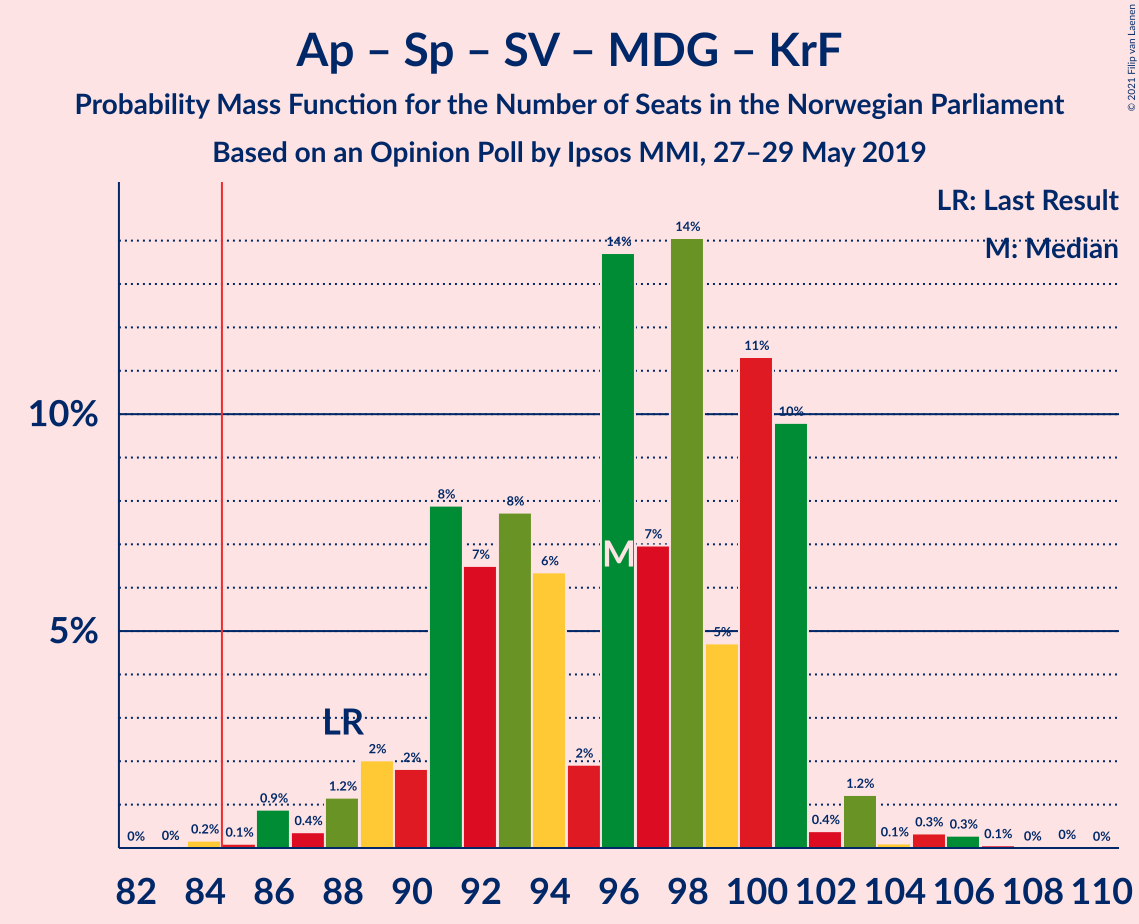 Ap – Sp – SV – MDG – KrF
Probability Mass Function for the Number of Seats in the Norwegian Parliament
Based on an Opinion Poll by Ipsos MMI, 27–29 May 2019
© 2021 Filip van Laenen
LR: Last Result
M: Median
10%
5%
0% 0% 0.2% 0.1% 0.9% 0.4% 1.2% 2% 2% 8% 7% 8% 6% 2% 14% 7% 14% 5% 11% 10% 0.4% 1.2% 0.1% 0.3% 0.3% 0.1% 0% 0% 0%
LR
M
82 84 86 88 90 92 94 96 98 100 102 104 106 108 110